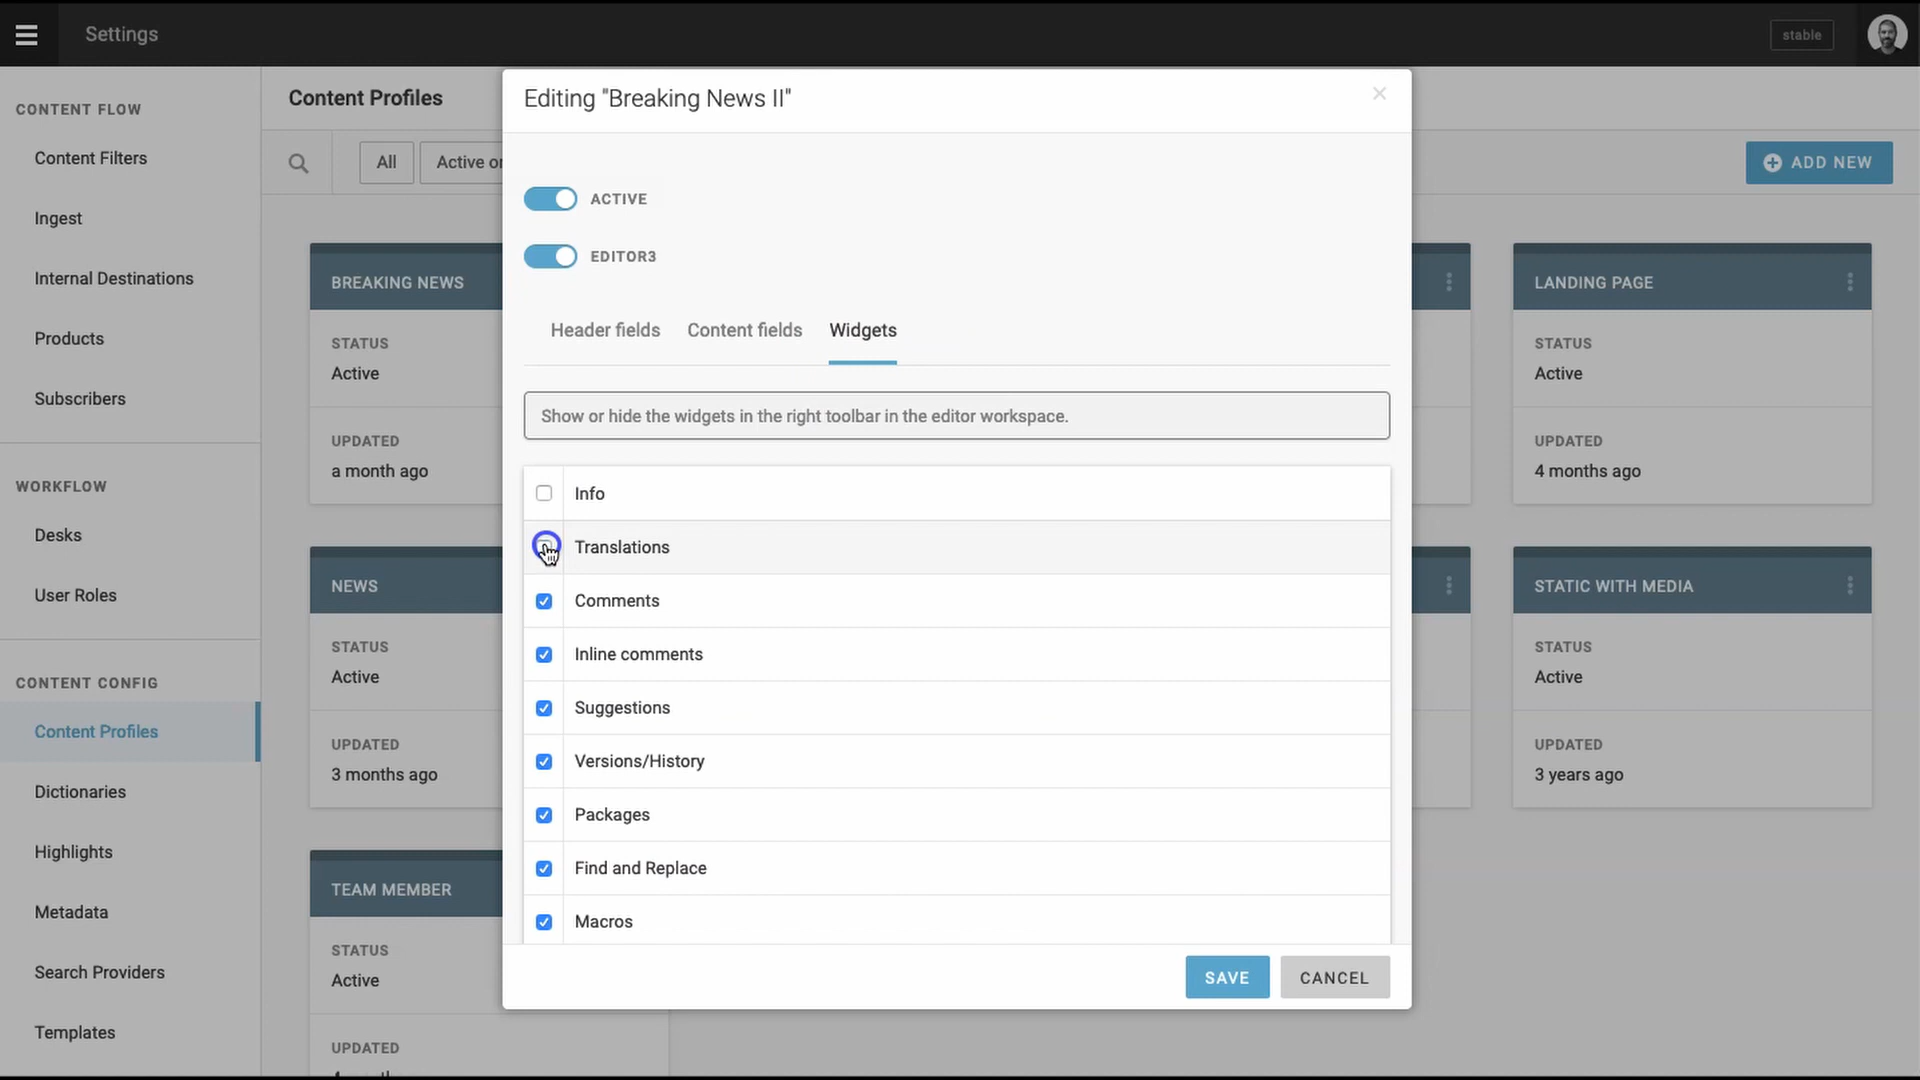 Settings
stable
CONTENT FLOW
Content Filters
Ingest
Internal Destinations
Products
Subscribers
WORKFLOW
Desks
User Roles
CONTENT CONFIG
Content Profiles
Dictionaries
Highlights
Metadata
Search Providers
Templates
Content Profiles
All
Active
ADD NEW
BREAKING NEWS
STATUS
Active
UPDATED
a month ago
NEWS
STATUS
Active
UPDATED
3 months ago
TEAM MEMBER
STATUS
Active
UPDATED
Editing "Breaking News II"
ACTIVE
EDITOR3
Header fields Content fields Widgets
Show or hide the widgets in the right toolbar in the editor workspace.
Info
Translations
Comments
Inline comments
Suggestions
Versions/History
Packages
Find and Replace
Macros
SAVE CANCEL
LANDING PAGE
STATUS
Active
UPDATED
4 months ago
STATIC WITH MEDIA
STATUS
Active
UPDATED
3 years ago